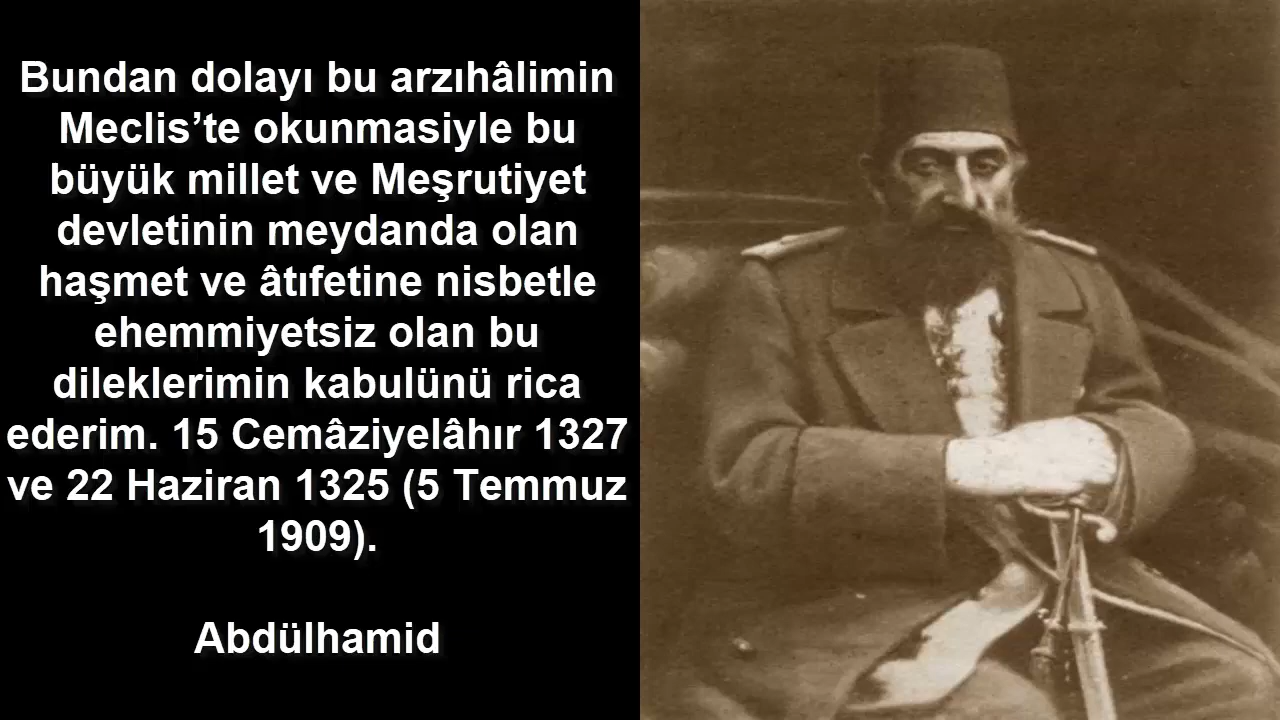 Bundan dolayı bu arzıhâlimin
Meclis’te okunmasiyle bu
büyük millet ve Meşrutiyet
devletinin meydanda olan
haşmet ve âtıfetine nisbetle
ehemmiyetsiz olan bu
dileklerimin kabulünü rica
ederim. 15 Cemâziyelâhır 1327
ve 22 Haziran 1325 (5 Temmuz
1909).
Abdülhamid